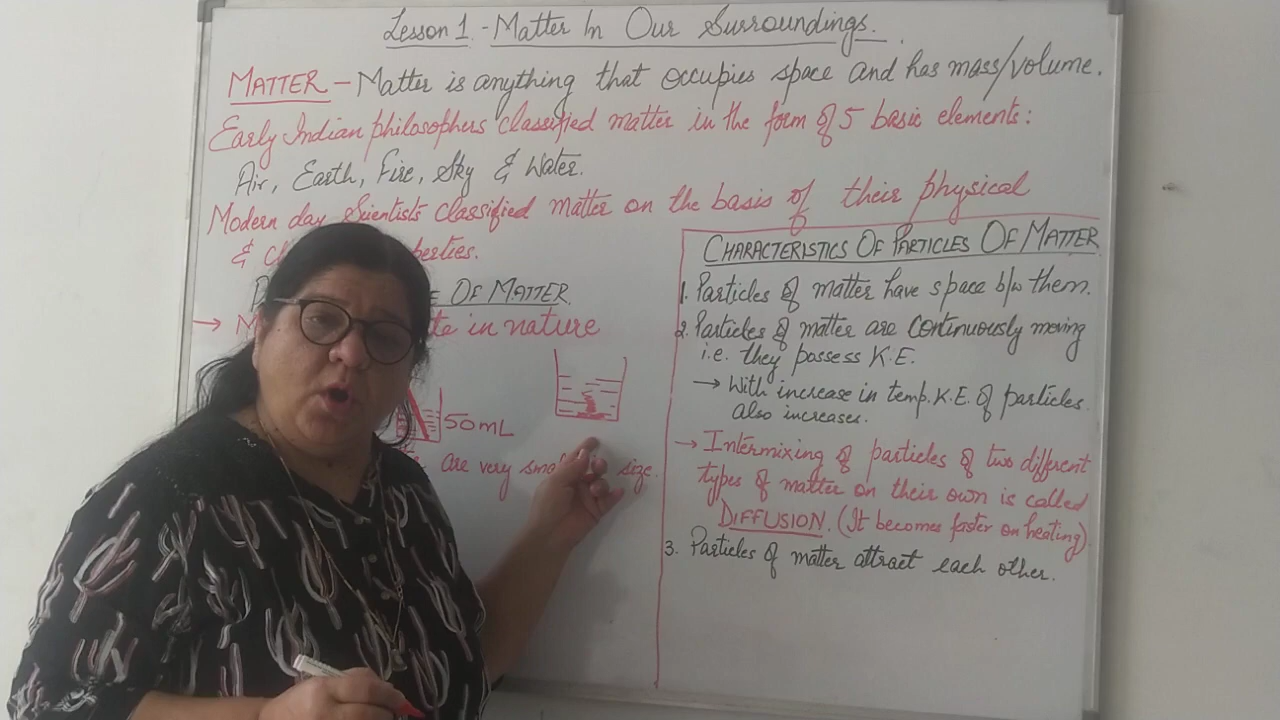 Lesson 1 - Matter In Our Surroundings.
MATTER - Matter is anything that occupies space and has mass/volume.
Early Indian philosophers classified matter in the form of 5 basic elements:
Air, Earth, Fire, Sky & Water.
Modern day Scientists classified matter on the basis of their physical
&
OF MATTER.
→ in nature
50mL
are very size.
CHARACTERISTICS OF PARTICLES OF MATTER
1. Particles of matter have space b/w them.
2. Particles of matter are continuously moving
i.e. they possess K.E.
→ With increase in temp. K.E. of particles
also increases.
→ Intermixing of particles of two different
types of matter on their own is called
DIFFUSION. (It becomes faster on heating)
3. Particles of matter attract each other.